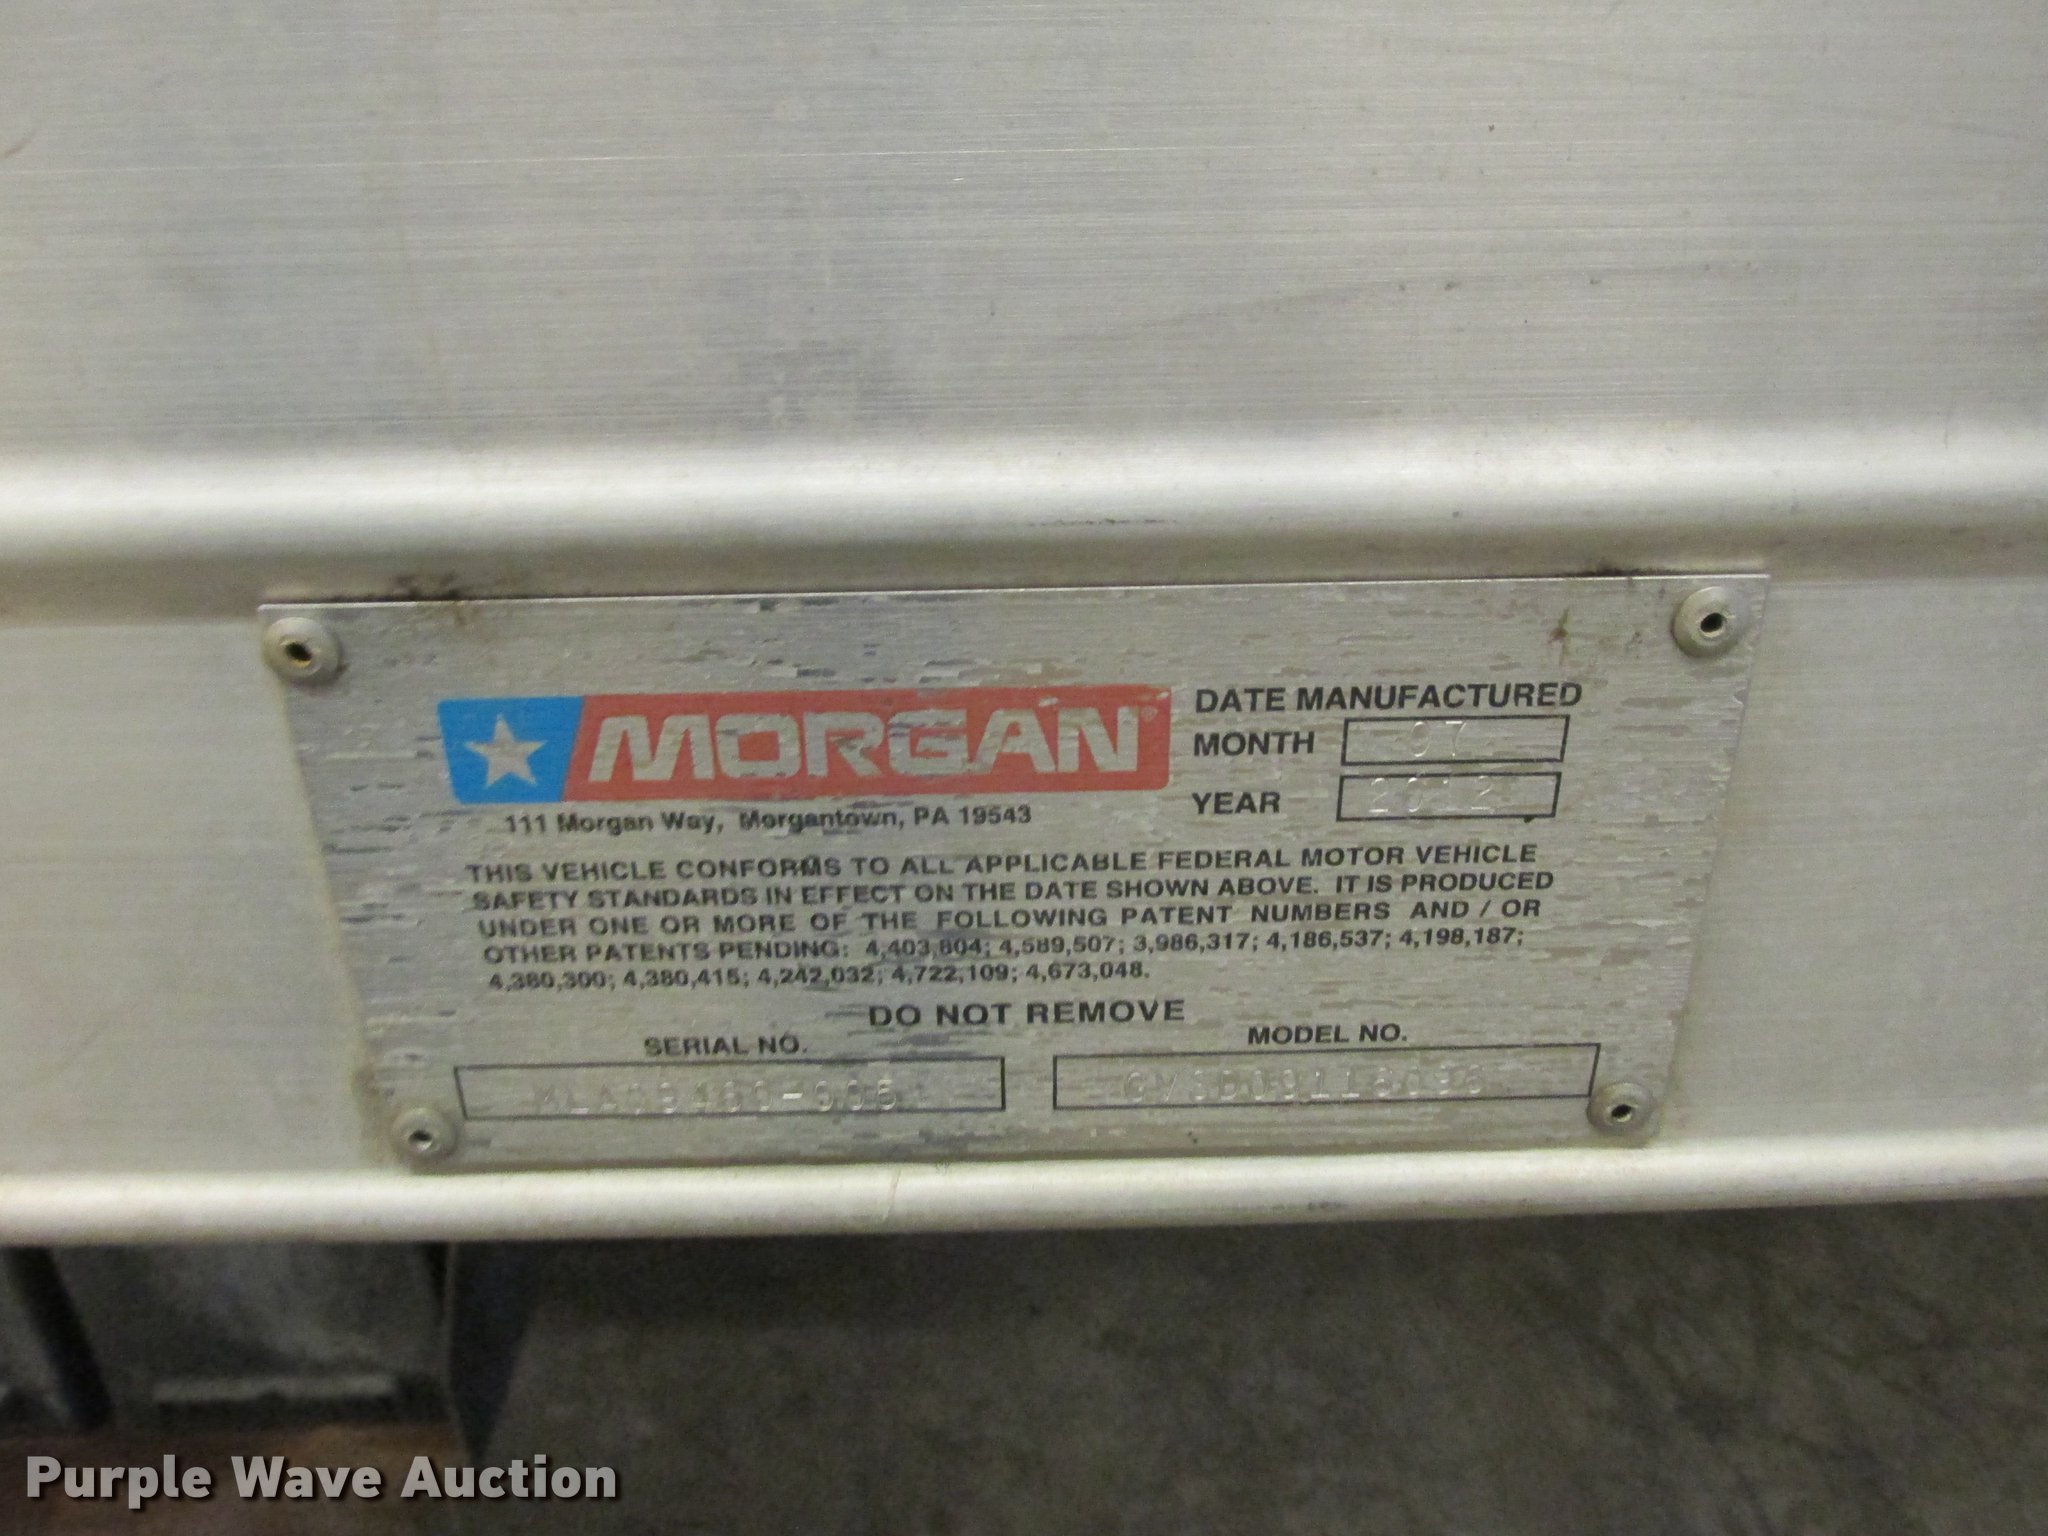 MORGAN®
111 Morgan Way, Morgantown, PA 19543
DATE MANUFACTURED
MONTH 07
YEAR 2012
THIS VEHICLE CONFORMS TO ALL APPLICABLE FEDERAL MOTOR VEHICLE
SAFETY STANDARDS IN EFFECT ON THE DATE SHOWN ABOVE. IT IS PRODUCED
UNDER ONE OR MORE OF THE FOLLOWING PATENT NUMBERS AND / OR
OTHER PATENTS PENDING: 4,403,804; 4,589,507; 3,986,317; 4,186,537; 4,198,187;
4,380,300; 4,380,415; 4,242,032; 4,722,109; 4,673,048.
DO NOT REMOVE
SERIAL NO.
MODEL NO.
Purple Wave Auction